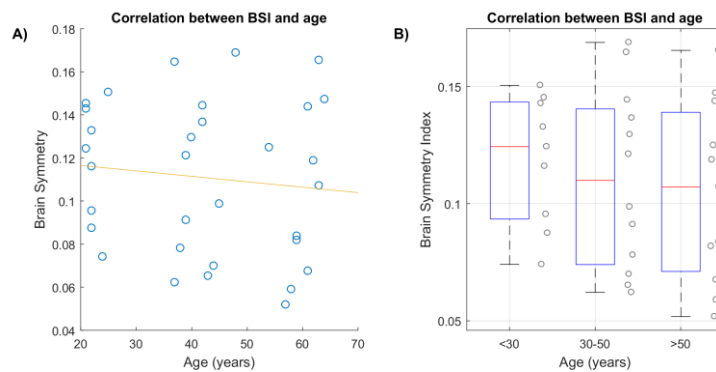 A)
Correlation between BSI and age
0.18
0.16
0.14
0.12
0.1
0.08
0.06
0.04
Brain Symmetry
20 30 40 50 60 70
Age (years)
B)
Correlation between BSI and age
0.15
0.1
0.05
Brain Symmetry Index
<30 30-50 >50
Age (years)